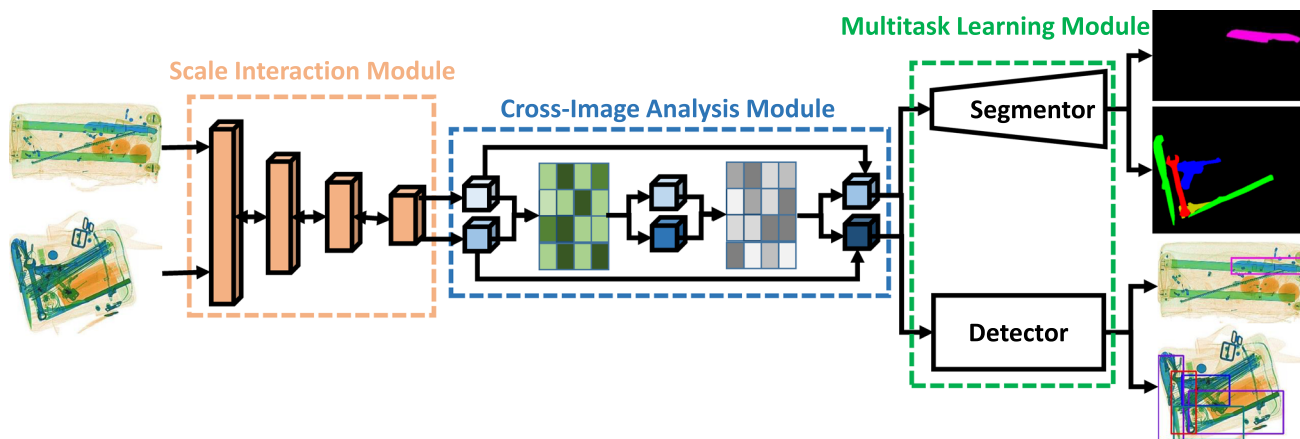 Multitask Learning Module
Scale Interaction Module
Cross-Image Analysis Module
Segmentor
Detector